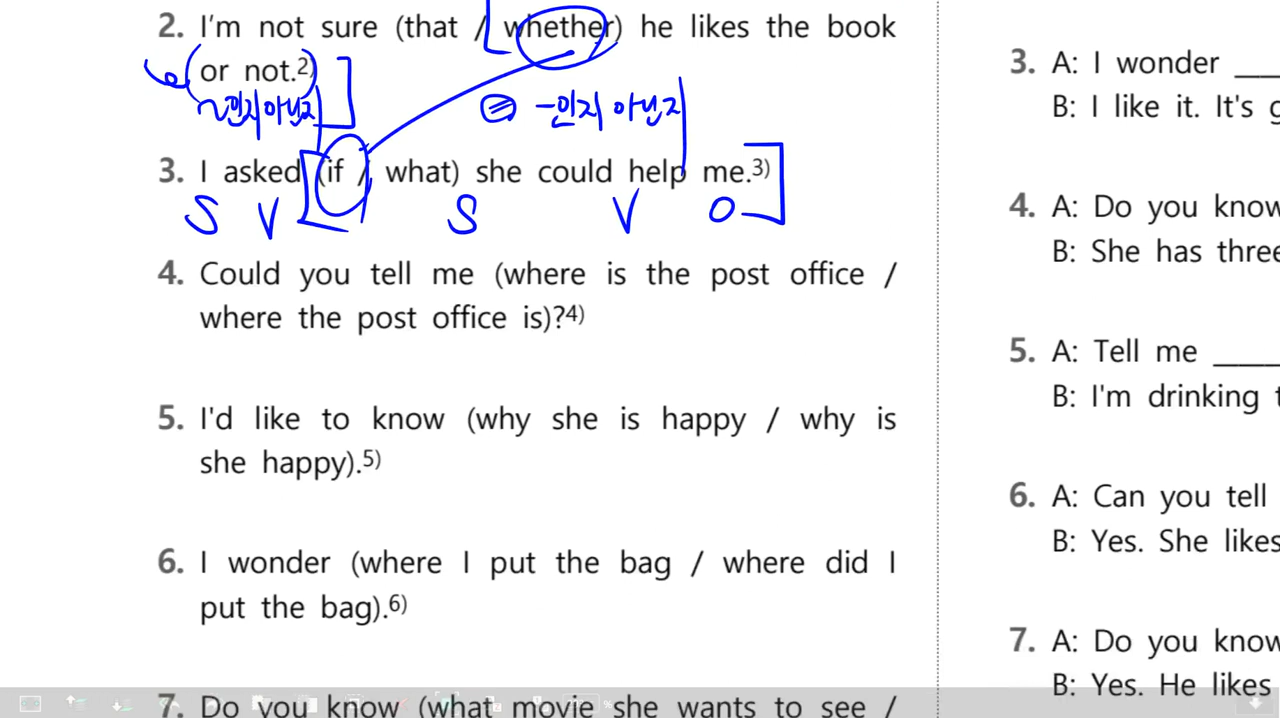 2. I'm not sure (that / whether) he likes the book
or not.2)
~인지 아닌지
= ~인지 아닌지
3. I asked (if / what) she could help me.3)
S V S V O
4. Could you tell me (where is the post office /
where the post office is)?4)
5. I'd like to know (why she is happy / why is
she happy).5)
6. I wonder (where I put the bag / where did I
put the bag).6)
7. Do you know (what movie she wants to see /
3. A: I wonder
B: I like it. It's
4. A: Do you know
B: She has three
5. A: Tell me
B: I'm drinking
6. A: Can you tell
B: Yes. She likes
7. A: Do you know
B: Yes. He likes